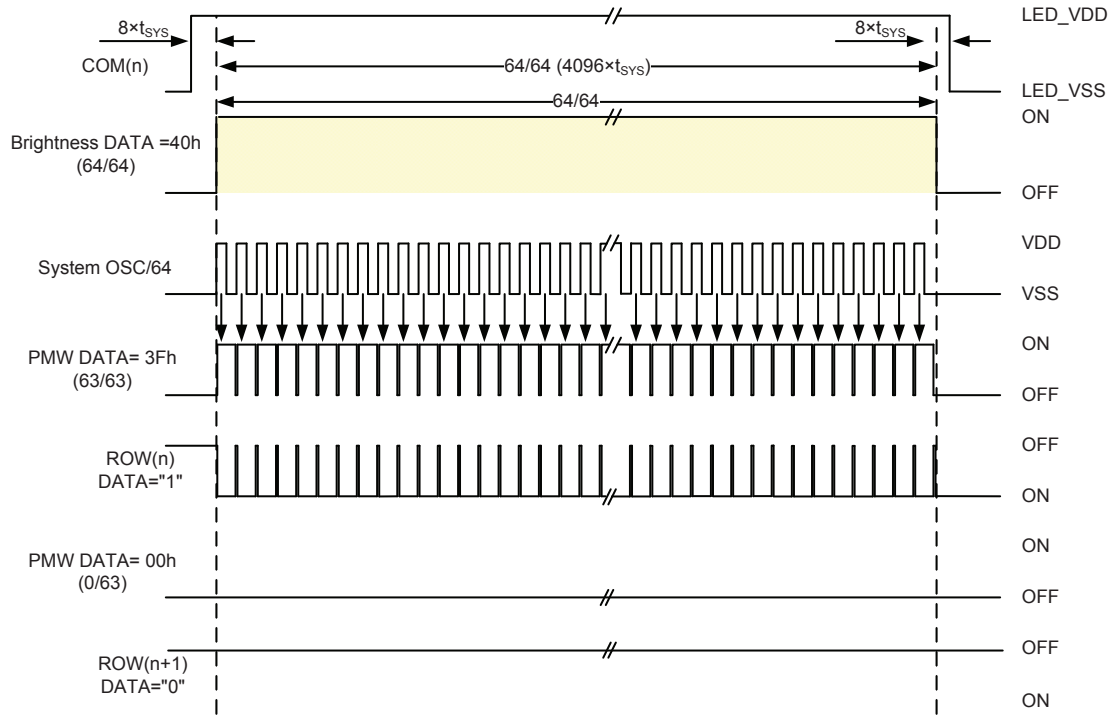 LED_VDD
8×tSYS
8×tSYS
COM(n)
64/64 (4096×tSYS)
LED_VSS
64/64
ON
Brightness DATA =40h
(64/64)
OFF
VDD
System OSC/64
VSS
ON
PMW DATA= 3Fh
(63/63)
OFF
OFF
ROW(n)
DATA="1"
ON
ON
PMW DATA= 00h
(0/63)
OFF
OFF
ROW(n+1)
DATA="0"
ON